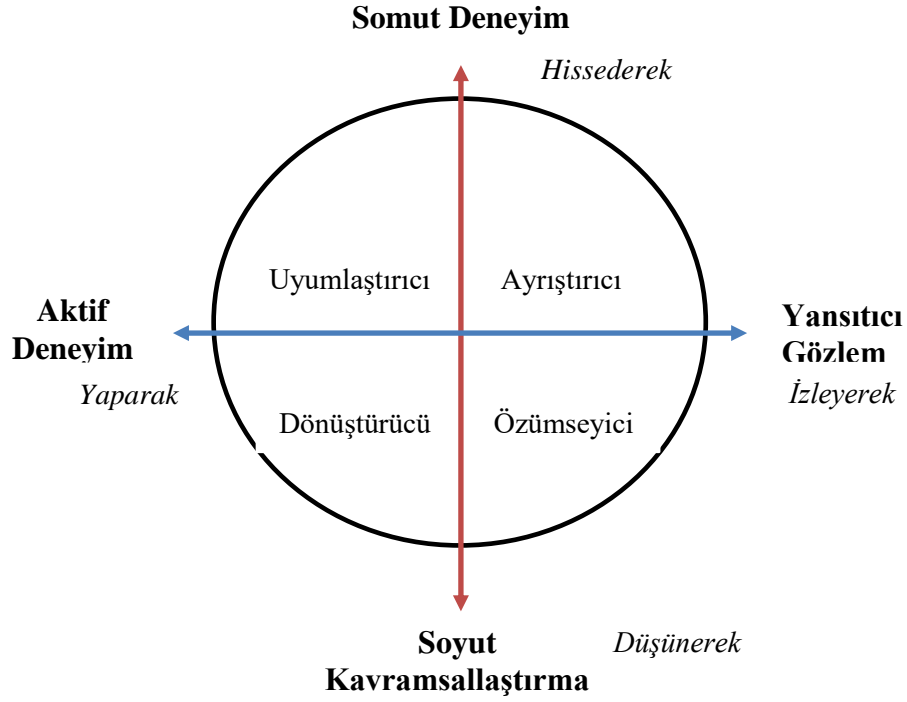 Somut Deneyim
Hissederek
Uyumlaştırıcı
Ayrıştırıcı
Aktif
Deneyim
Yaparak
Yansıtıcı
Gözlem
İzleyerek
Dönüştürücü
Özümseyici
Soyut
Kavramsallaştırma
Düşünerek